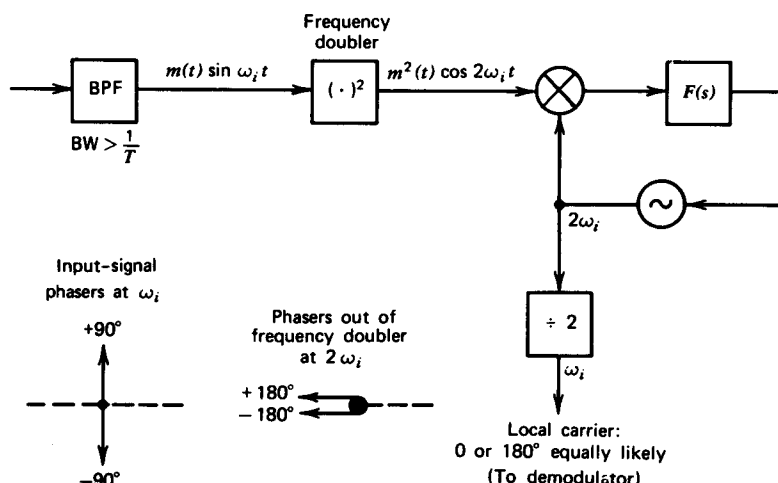 Frequency
doubler
BPF
m(t) sin ω_i t
(·)²
m²(t) cos 2ω_i t
F(s)
BW > 1/T
2ω_i
Input-signal
phasers at ω_i
+90°
−90°
Phasers out of
frequency doubler
at 2ω_i
+180°
−180°
÷ 2
ω_i
Local carrier:
0 or 180° equally likely
(To demodulator)